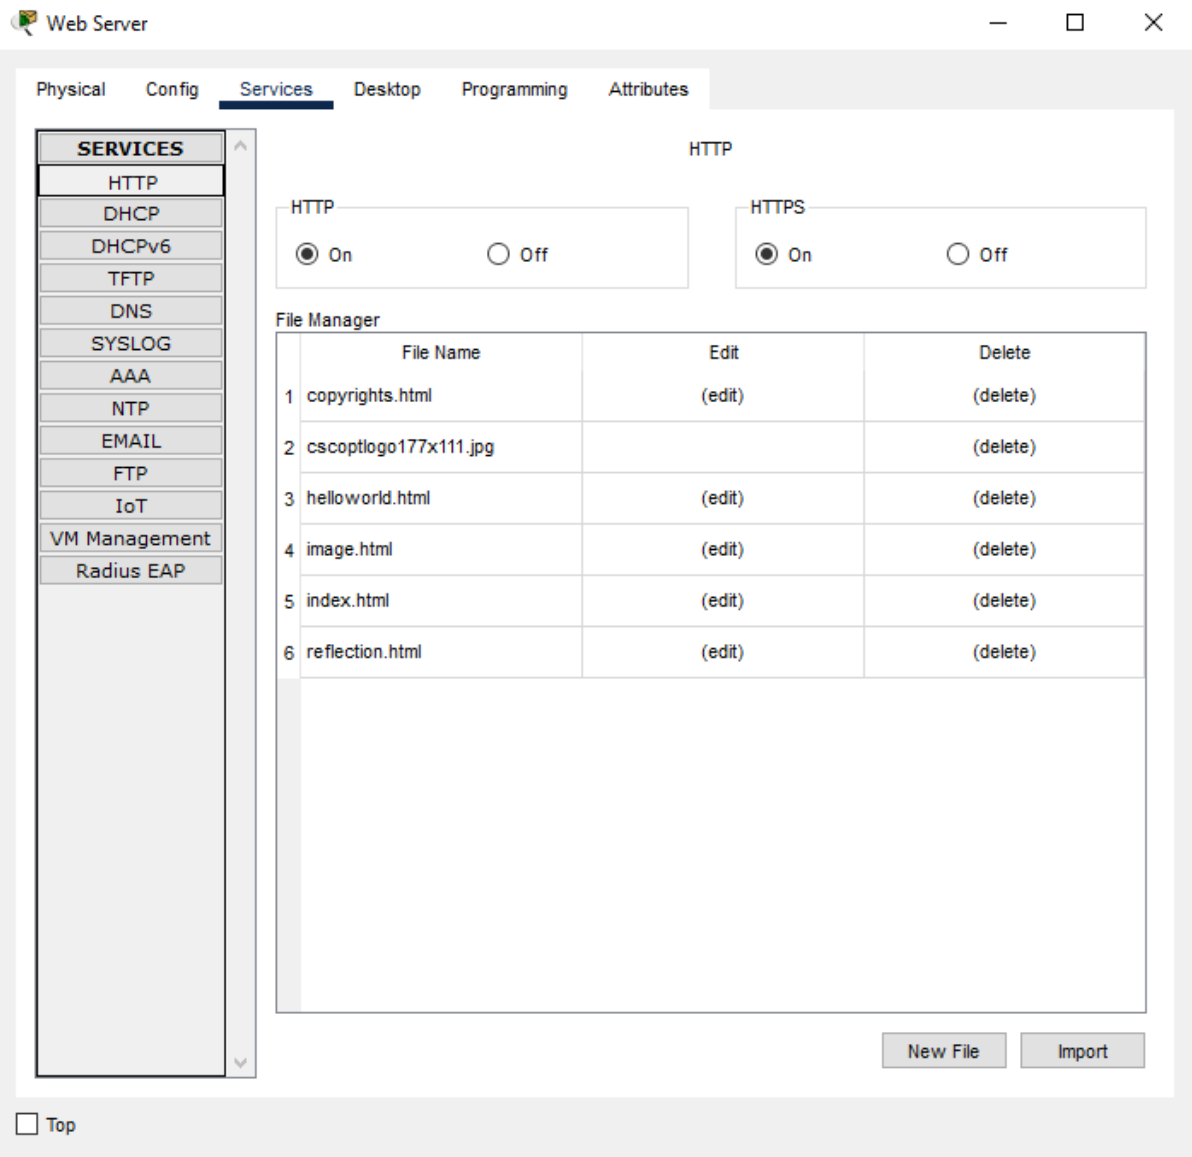 Web Server
Physical Config Services Desktop Programming Attributes
SERVICES
HTTP
DHCP
DHCPv6
TFTP
DNS
SYSLOG
AAA
NTP
EMAIL
FTP
IoT
VM Management
Radius EAP
HTTP
HTTP
On Off
HTTPS
On Off
File Manager
File Name Edit Delete
1 copyrights.html (edit) (delete)
2 cscoptlogo177x111.jpg (delete)
3 helloworld.html (edit) (delete)
4 image.html (edit) (delete)
5 index.html (edit) (delete)
6 reflection.html (edit) (delete)
New File Import
Top